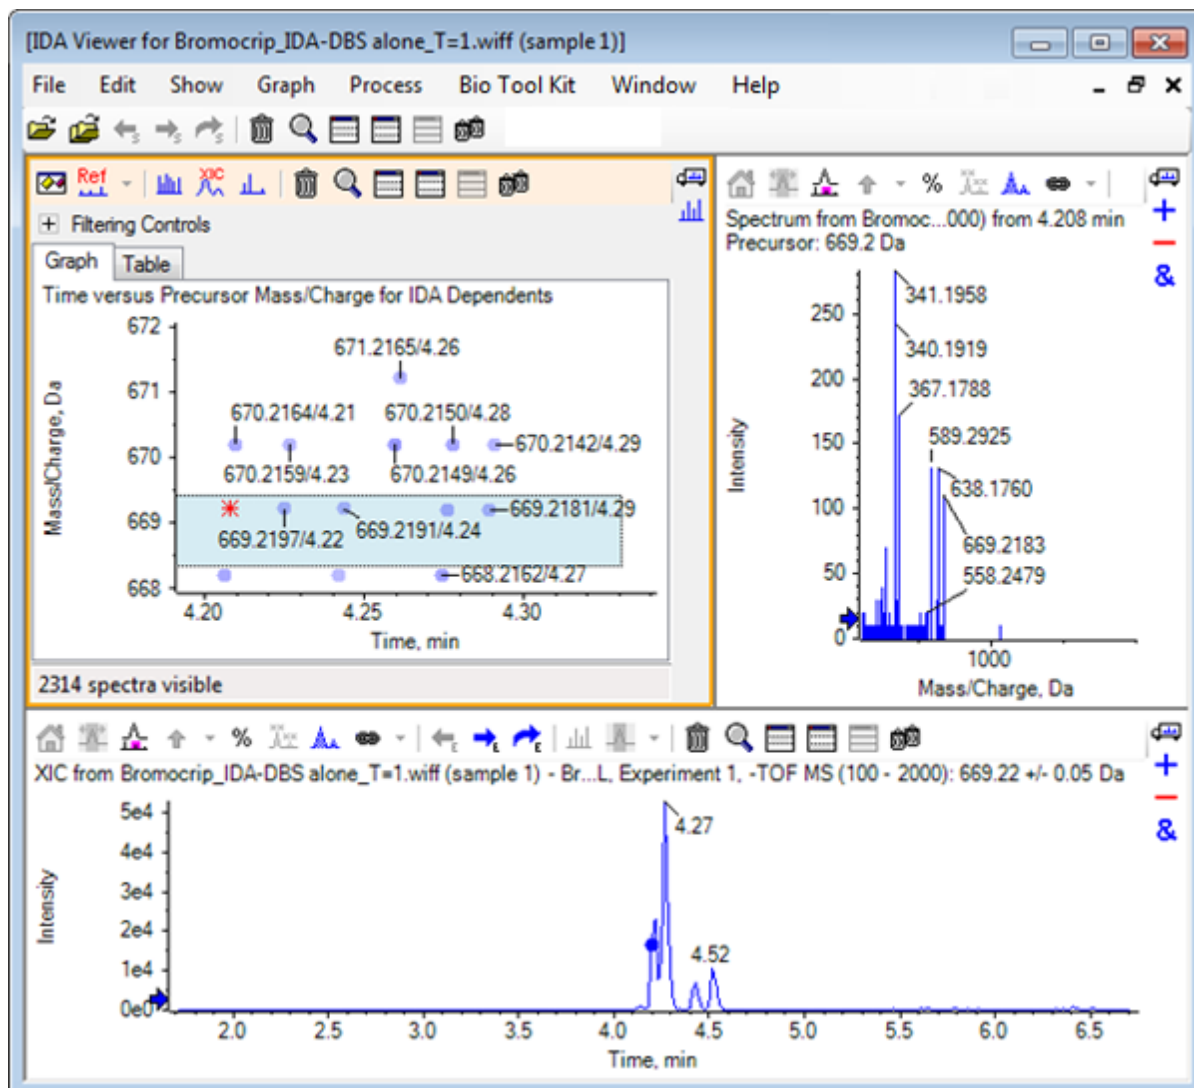 [IDA Viewer for Bromocrip_IDA-DBS alone_T=1.wiff (sample 1)]
File Edit Show Graph Process Bio Tool Kit Window Help
Ref XIC
Filtering Controls
Graph Table
Time versus Precursor Mass/Charge for IDA Dependents
Mass/Charge, Da
672
671
670
669
668
671.2165/4.26
670.2164/4.21 670.2150/4.28
670.2142/4.29
670.2159/4.23 670.2149/4.26
669.2181/4.29
669.2197/4.22 669.2191/4.24
668.2162/4.27
4.20 4.25 4.30
Time, min
2314 spectra visible
%
Spectrum from Bromoc...000) from 4.208 min
Precursor: 669.2 Da
&
Intensity
250
200
150
100
50
0
341.1958
340.1919
367.1788
589.2925
638.1760
669.2183
558.2479
1000
Mass/Charge, Da
%
XIC from Bromocrip_IDA-DBS alone_T=1.wiff (sample 1) - Br...L, Experiment 1, -TOF MS (100 - 2000): 669.22 +/- 0.05 Da
&
Intensity
5e4
4e4
3e4
2e4
1e4
0e0
4.27
4.52
2.0 2.5 3.0 3.5 4.0 4.5 5.0 5.5 6.0 6.5
Time, min